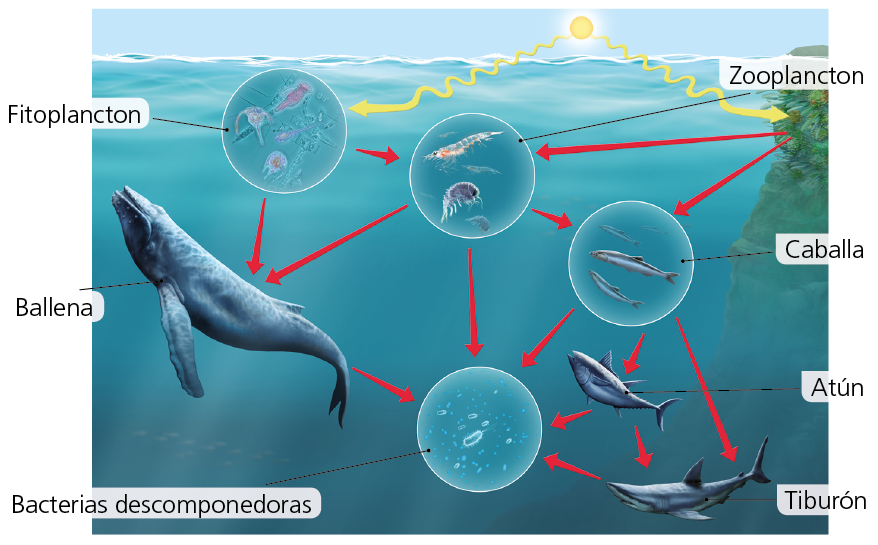 Zooplancton
Fitoplancton
Caballa
Ballena
Atún
Bacterias descomponedoras
Tiburón